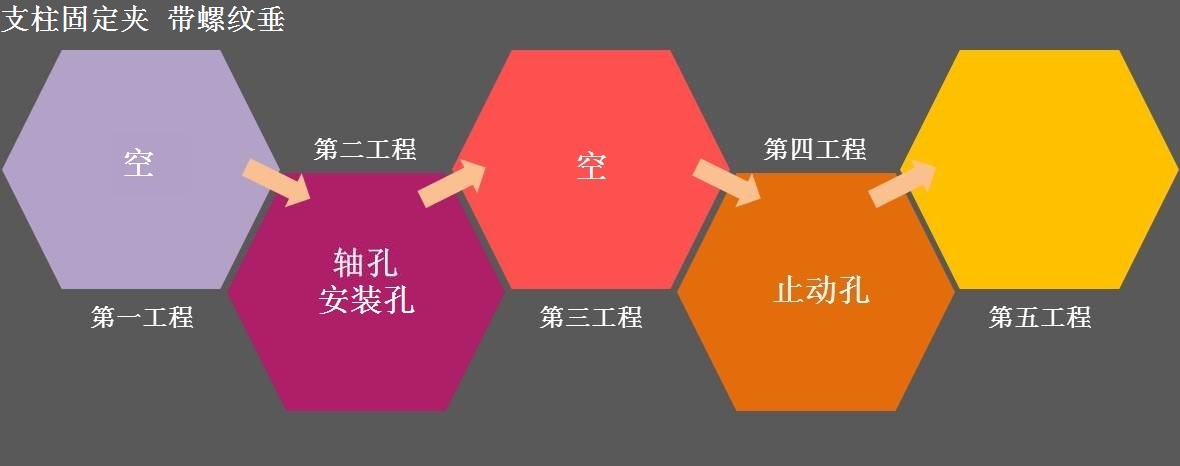 支柱固定夹 带螺纹垂
空
第一工程
第二工程
轴孔
安装孔
空
第三工程
第四工程
止动孔
第五工程